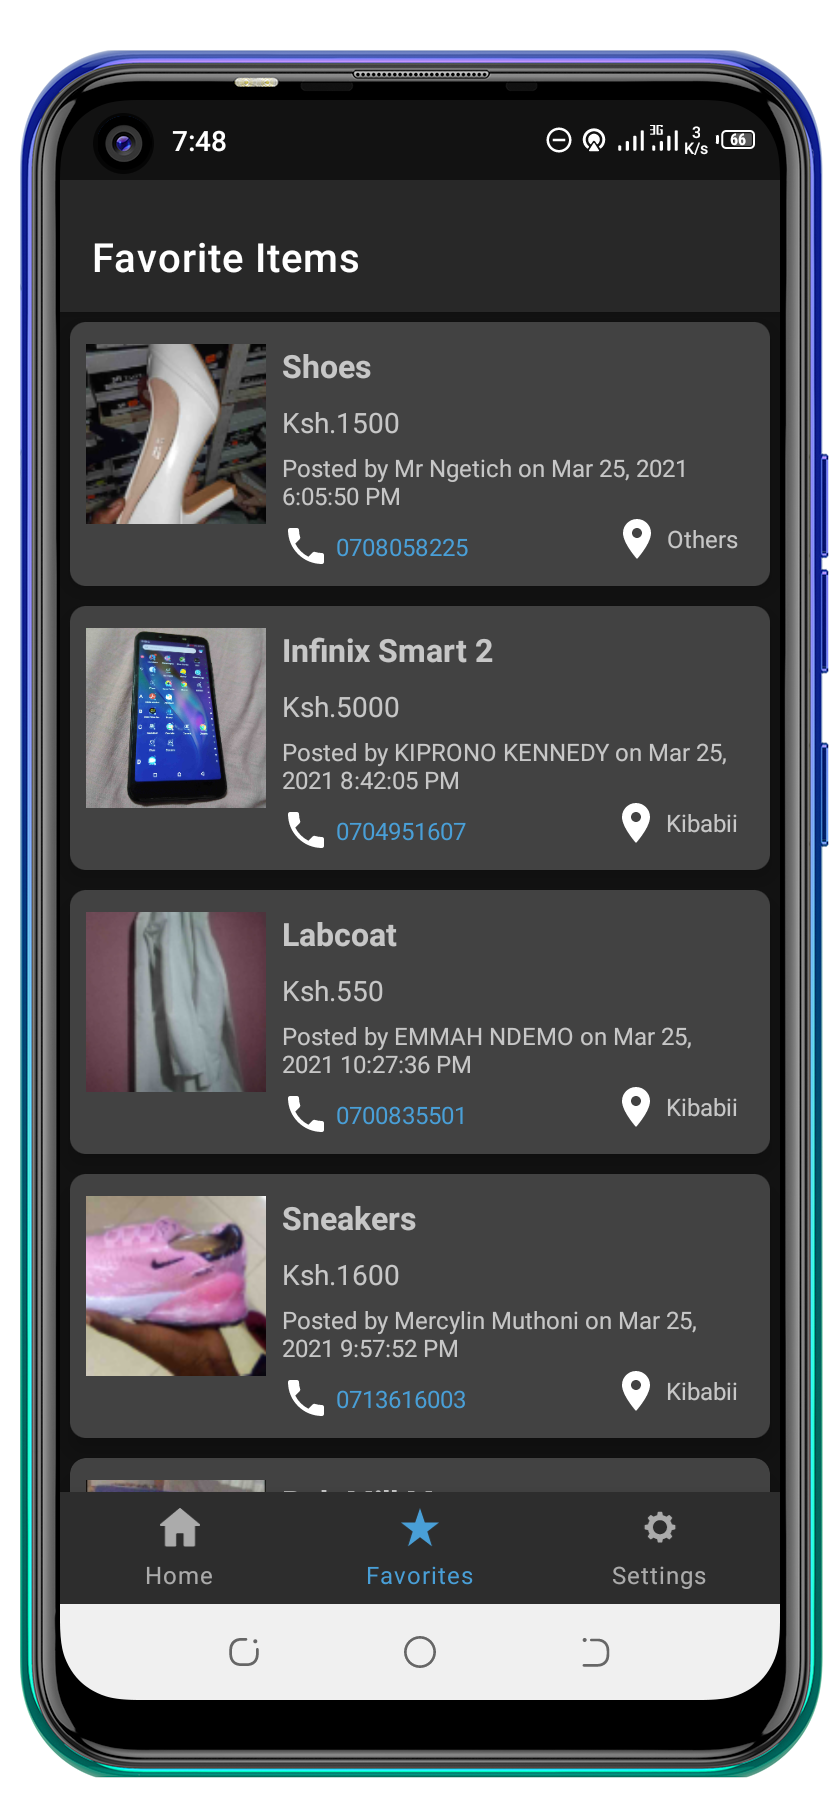 7:48
3G
3
K/s
66
Favorite Items
Shoes
Ksh.1500
Posted by Mr Ngetich on Mar 25, 2021
6:05:50 PM
0708058225
Others
Infinix Smart 2
Ksh.5000
Posted by KIPRONO KENNEDY on Mar 25,
2021 8:42:05 PM
0704951607
Kibabii
Labcoat
Ksh.550
Posted by EMMAH NDEMO on Mar 25,
2021 10:27:36 PM
0700835501
Kibabii
Sneakers
Ksh.1600
Posted by Mercylin Muthoni on Mar 25,
2021 9:57:52 PM
0713616003
Kibabii
Home
Favorites
Settings